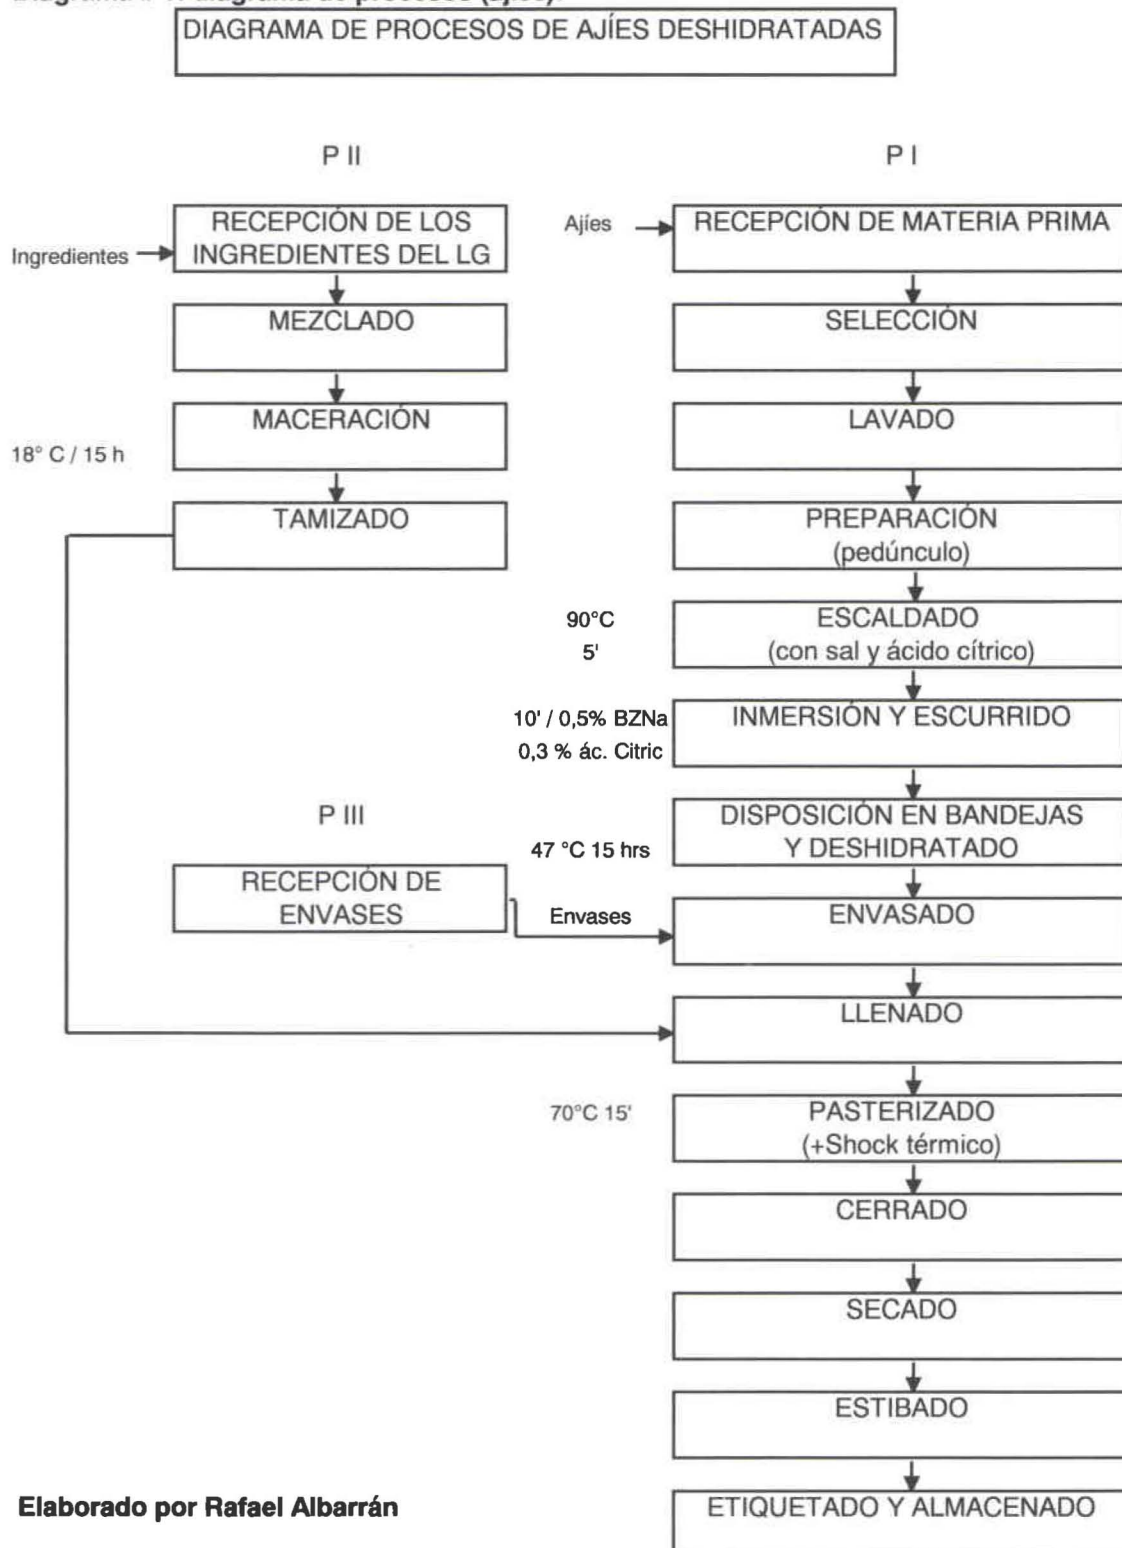 DIAGRAMA DE PROCESOS DE AJÍES DESHIDRATADAS
P II
P I
RECEPCIÓN DE LOS
INGREDIENTES DEL LG
Ingredientes
Ajíes
RECEPCIÓN DE MATERIA PRIMA
MEZCLADO
SELECCIÓN
MACERACIÓN
18° C / 15 h
LAVADO
TAMIZADO
PREPARACIÓN
(pedúnculo)
90°C
5'
ESCALDADO
(con sal y ácido cítrico)
10' / 0,5% BZNa
0,3 % ác. Citric
INMERSIÓN Y ESCURRIDO
P III
47 °C 15 hrs
DISPOSICIÓN EN BANDEJAS
Y DESHIDRATADO
RECEPCIÓN DE
ENVASES
Envases
ENVASADO
LLENADO
70°C 15'
PASTERIZADO
(+Shock térmico)
CERRADO
SECADO
ESTIBADO
Elaborado por Rafael Albarrán
ETIQUETADO Y ALMACENADO